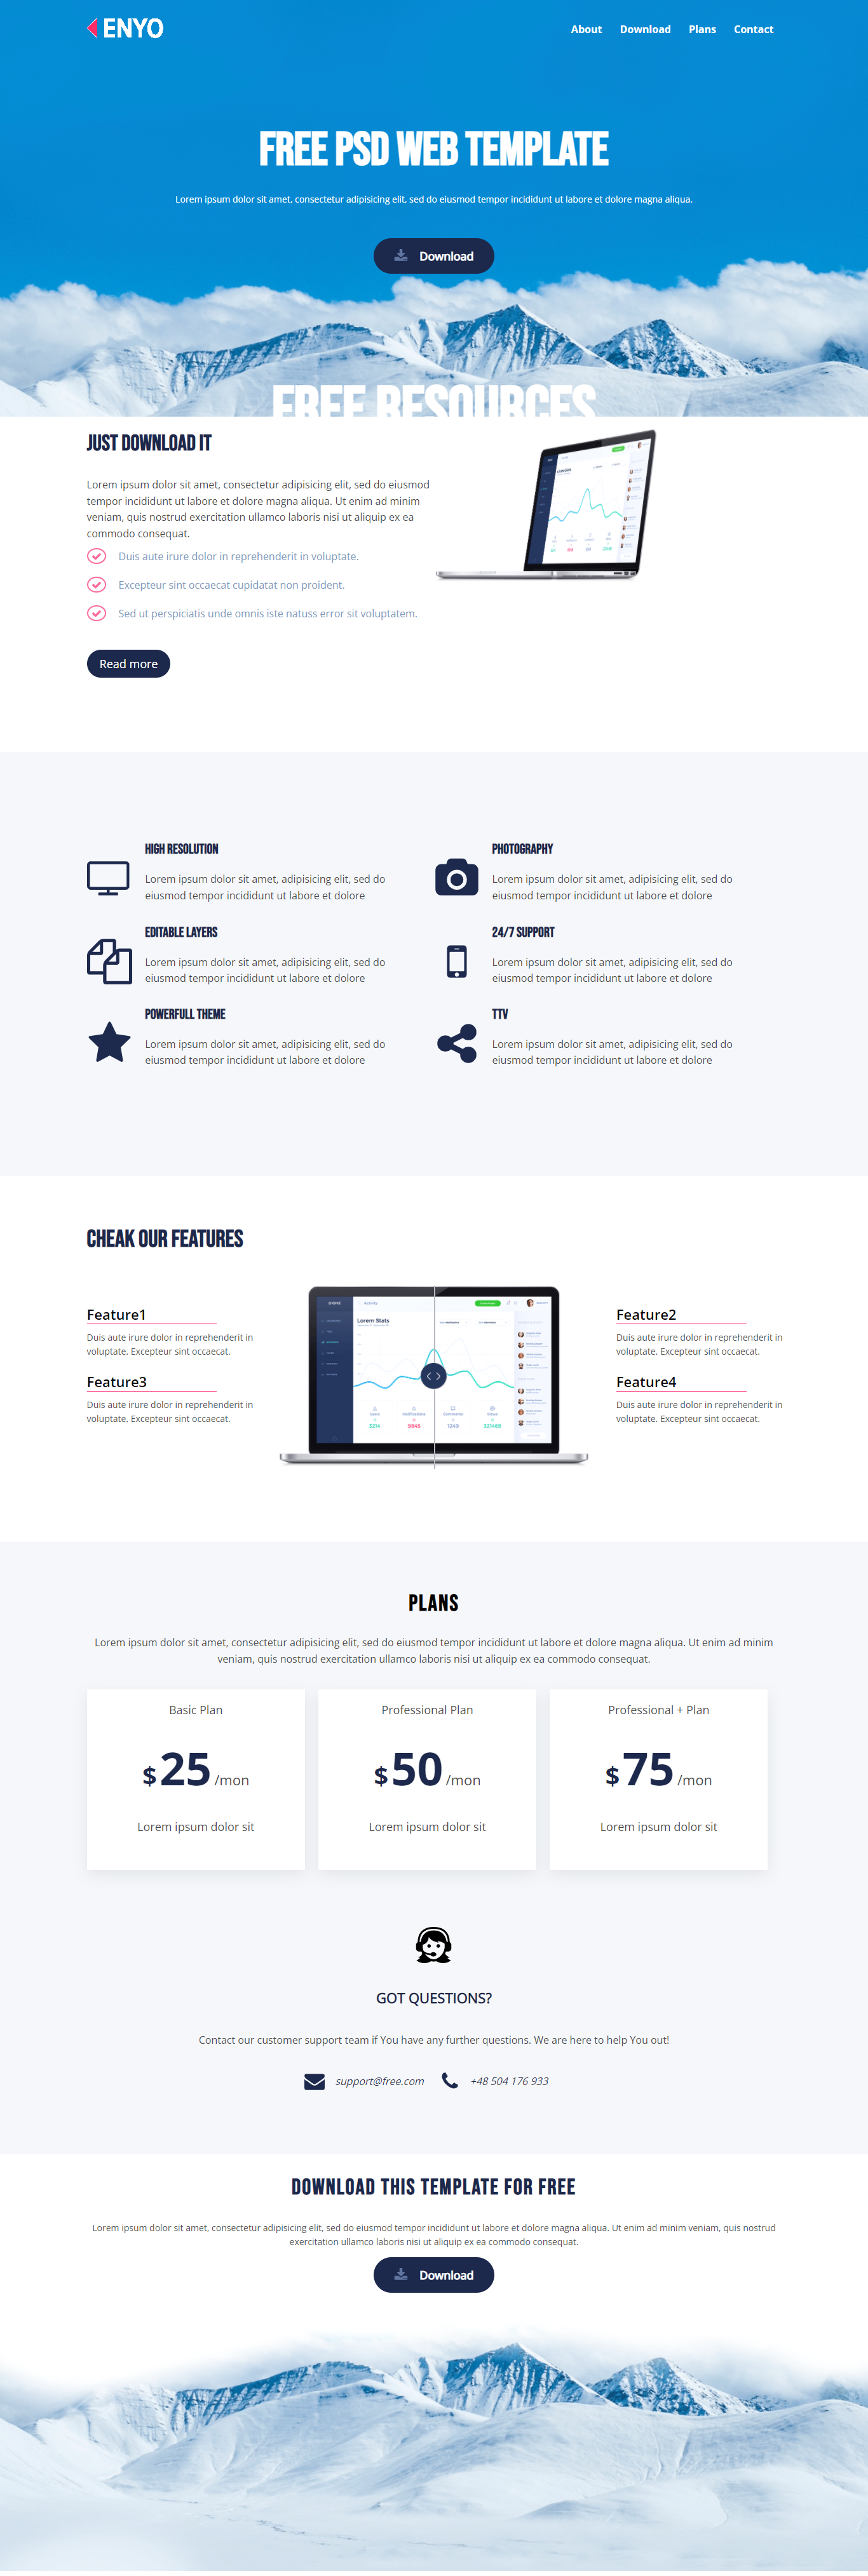 ENYO
About Download Plans Contact
FREE PSD WEB TEMPLATE
Lorem ipsum dolor sit amet, consectetur adipisicing elit, sed do eiusmod tempor incididunt ut labore et dolore magna aliqua.
Download
FREE RESOURCES
JUST DOWNLOAD IT
Lorem ipsum dolor sit amet, consectetur adipisicing elit, sed do eiusmod
tempor incididunt ut labore et dolore magna aliqua. Ut enim ad minim
veniam, quis nostrud exercitation ullamco laboris nisi ut aliquip ex ea
commodo consequat.
Duis aute irure dolor in reprehenderit in voluptate.
Excepteur sint occaecat cupidatat non proident.
Sed ut perspiciatis unde omnis iste natuss error sit voluptatem.
Read more
HIGH RESOLUTION
Lorem ipsum dolor sit amet, adipisicing elit, sed do
eiusmod tempor incididunt ut labore et dolore
PHOTOGRAPHY
Lorem ipsum dolor sit amet, adipisicing elit, sed do
eiusmod tempor incididunt ut labore et dolore
EDITABLE LAYERS
Lorem ipsum dolor sit amet, adipisicing elit, sed do
eiusmod tempor incididunt ut labore et dolore
24/7 SUPPORT
Lorem ipsum dolor sit amet, adipisicing elit, sed do
eiusmod tempor incididunt ut labore et dolore
POWERFULL THEME
Lorem ipsum dolor sit amet, adipisicing elit, sed do
eiusmod tempor incididunt ut labore et dolore
TTV
Lorem ipsum dolor sit amet, adipisicing elit, sed do
eiusmod tempor incididunt ut labore et dolore
CHEAK OUR FEATURES
Feature1
Duis aute irure dolor in reprehenderit in
voluptate. Excepteur sint occaecat.
Feature3
Duis aute irure dolor in reprehenderit in
voluptate. Excepteur sint occaecat.
Activity
Lorem Stats
Users
Notifications
Comments
Views
3214
9845
1245
321469
Feature2
Duis aute irure dolor in reprehenderit in
voluptate. Excepteur sint occaecat.
Feature4
Duis aute irure dolor in reprehenderit in
voluptate. Excepteur sint occaecat.
PLANS
Lorem ipsum dolor sit amet, consectetur adipisicing elit, sed do eiusmod tempor incididunt ut labore et dolore magna aliqua. Ut enim ad minim
veniam, quis nostrud exercitation ullamco laboris nisi ut aliquip ex ea commodo consequat.
Basic Plan
$25 /mon
Lorem ipsum dolor sit
Professional Plan
$50 /mon
Lorem ipsum dolor sit
Professional + Plan
$75 /mon
Lorem ipsum dolor sit
GOT QUESTIONS?
Contact our customer support team if You have any further questions. We are here to help You out!
support@free.com +48 504 176 933
DOWNLOAD THIS TEMPLATE FOR FREE
Lorem ipsum dolor sit amet, consectetur adipisicing elit, sed do eiusmod tempor incididunt ut labore et dolore magna aliqua. Ut enim ad minim veniam, quis nostrud
exercitation ullamco laboris nisi ut aliquip ex ea commodo consequat.
Download